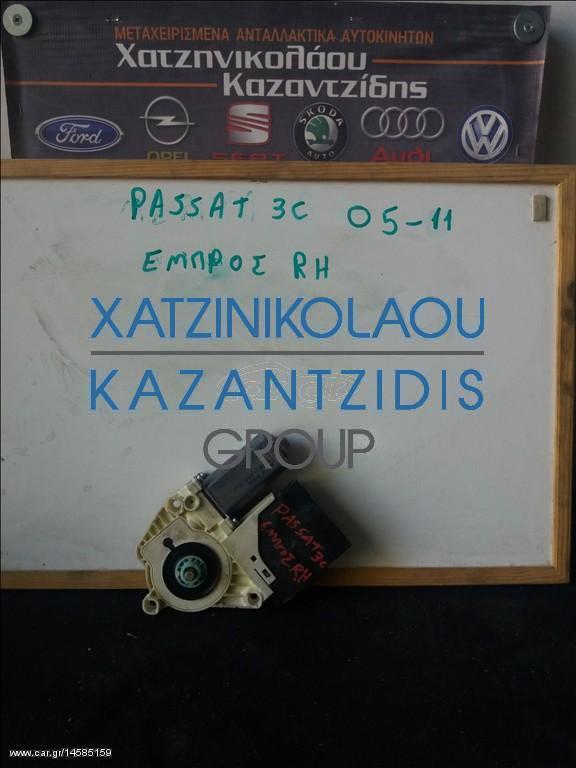 ΜΕΤΑΧΕΙΡΙΣΜΕΝΑ ΑΝΤΑΛΛΑΚΤΙΚΑ ΑΥΤΟΚΙΝΗΤΩΝ
Χατζηνικολάου
Καζαντζίδης
Ford
OPEL
SEAT
SKODA
AUTO
Audi
PASSAT 3C 05-11
ΕΜΠΡΟΣ RH
XATZINIKOLAOU
KAZANTZIDIS
GROUP
PASSAT 3C
ΕΜΠΡΟΣ RH
www.car.gr/14585159